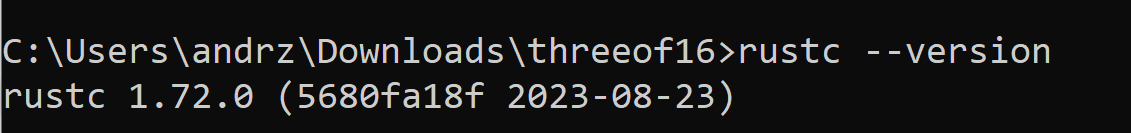 C:\Users\andrz\Downloads\threeof16>rustc --version
rustc 1.72.0 (5680fa18f 2023-08-23)